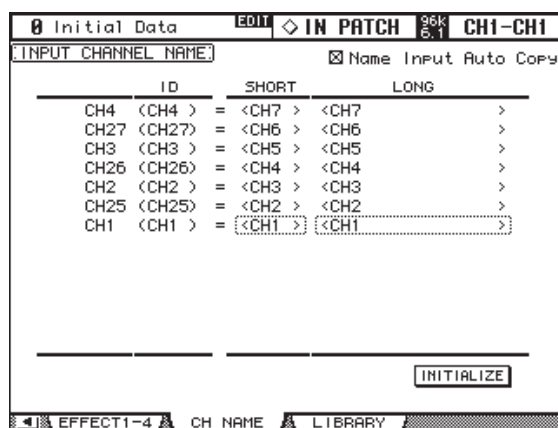 0 Initial Data EDIT ◇ IN PATCH 96k 6.1 CH1-CH1
INPUT CHANNEL NAME
☒ Name Input Auto Copy
ID SHORT LONG
CH4 (CH4 ) = <CH7 > <CH7 >
CH27 (CH27) = <CH6 > <CH6 >
CH3 (CH3 ) = <CH5 > <CH5 >
CH26 (CH26) = <CH4 > <CH4 >
CH2 (CH2 ) = <CH3 > <CH3 >
CH25 (CH25) = <CH2 > <CH2 >
CH1 (CH1 ) = <CH1 > <CH1 >
INITIALIZE
EFFECT1-4 CH NAME LIBRARY